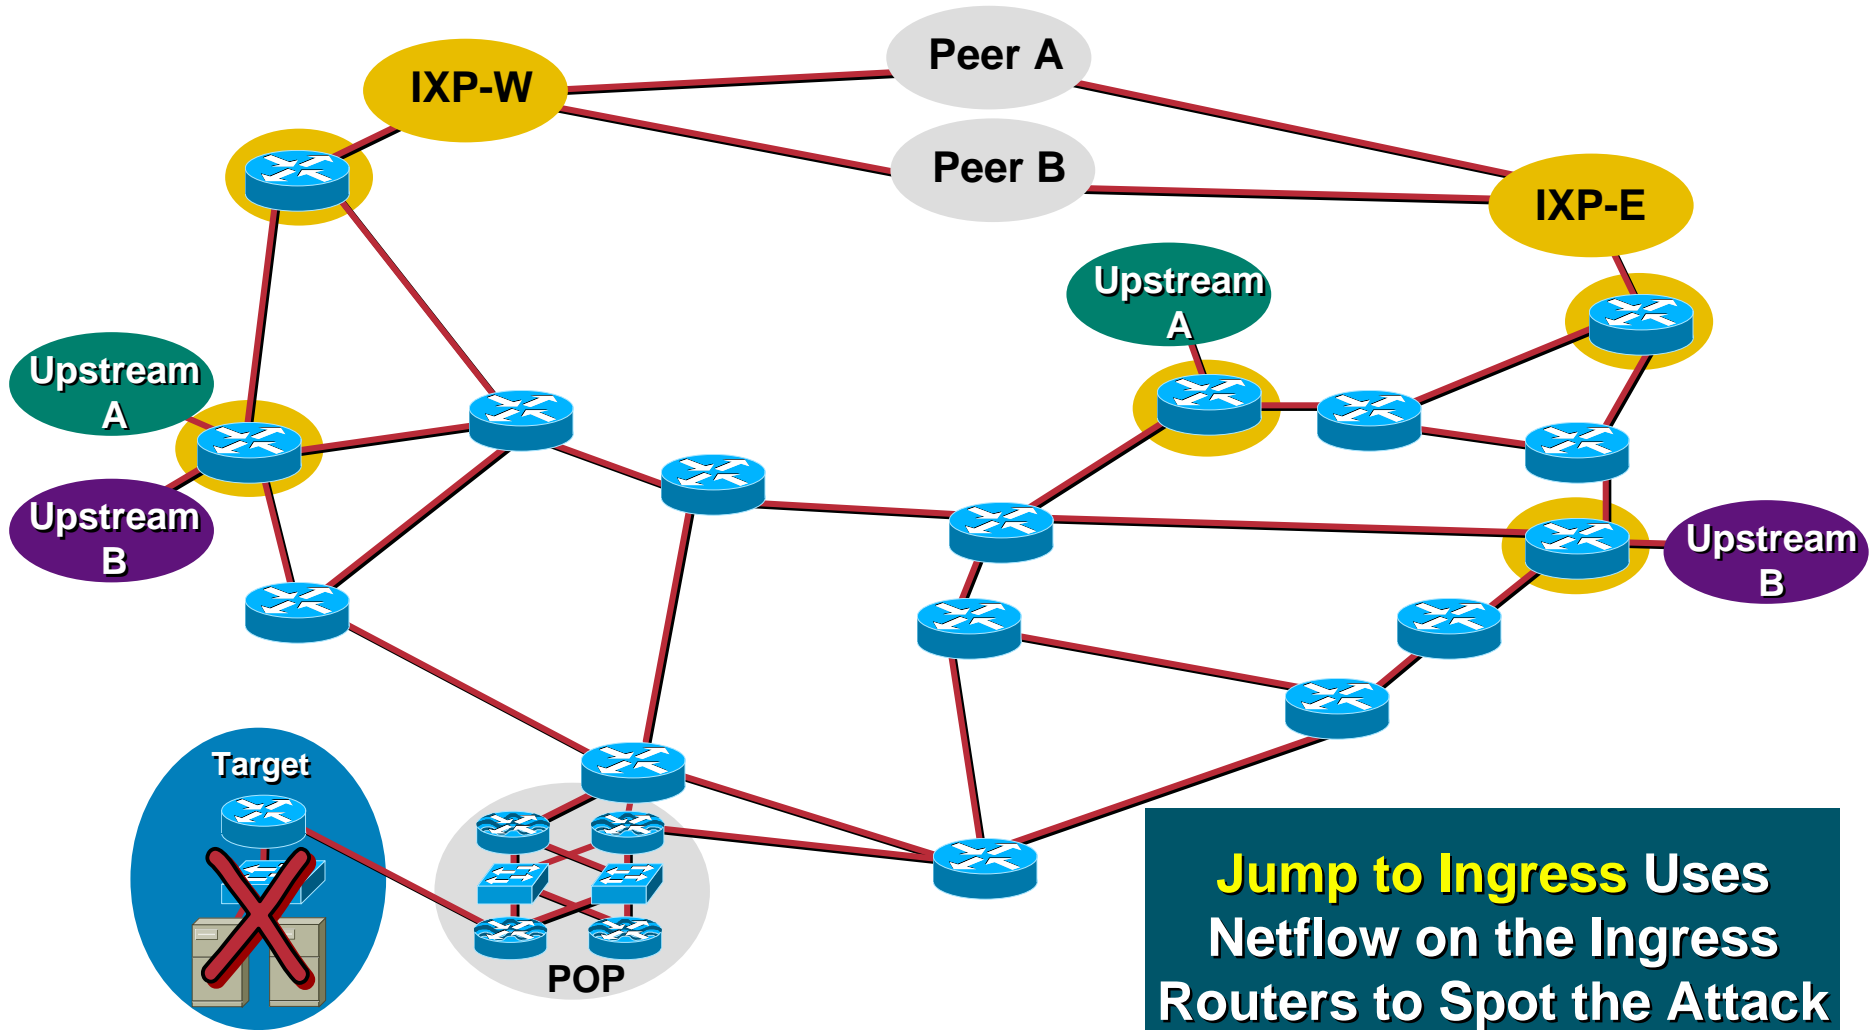 Peer A
IXP-W
Peer B
IXP-E
Upstream
A
Upstream
A
Upstream
B
Upstream
B
Target
POP
Jump to Ingress Uses
Netflow on the Ingress
Routers to Spot the Attack